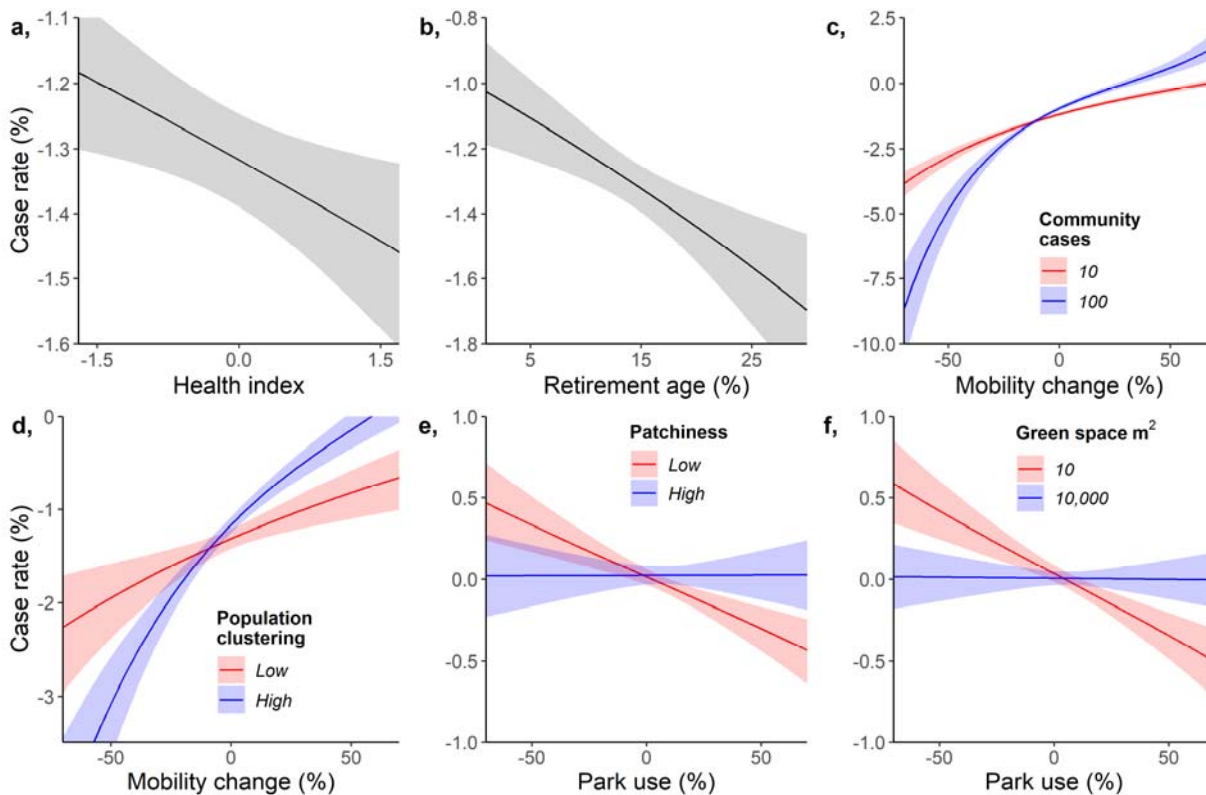 a,
-1.1
-1.2
-1.3
-1.4
-1.5
-1.6
Case rate (%)
-1.5
0.0
1.5
Health index
b,
-0.8
-1.0
-1.2
-1.4
-1.6
-1.8
5
15
25
Retirement age (%)
c,
2.5
0.0
-2.5
-5.0
-7.5
-10.0
Community
cases
10
100
-50
0
50
Mobility change (%)
d,
0
-1
-2
-3
Case rate (%)
Population
clustering
Low
High
-50
0
50
Mobility change (%)
e,
1.0
0.5
0.0
-0.5
-1.0
Patchiness
Low
High
-50
0
50
Park use (%)
f,
1.0
0.5
0.0
-0.5
-1.0
Green space m²
10
10,000
-50
0
50
Park use (%)